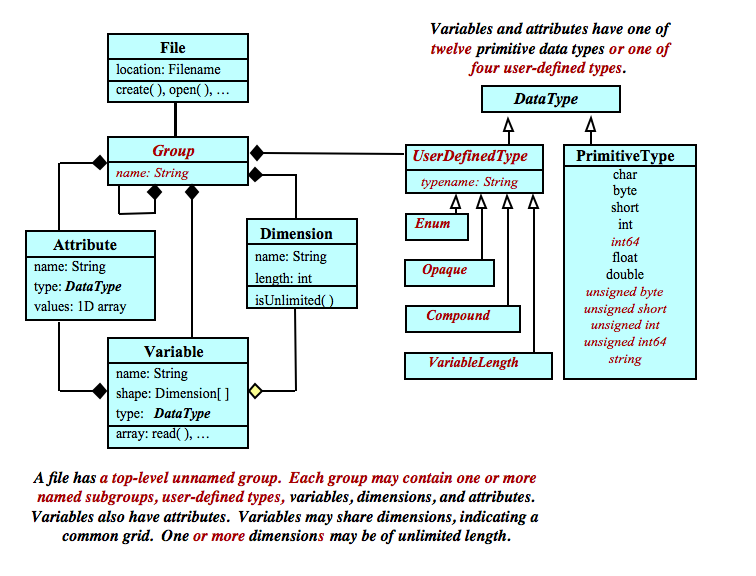 Variables and attributes have one of
twelve primitive data types or one of
four user-defined types.
File
location: Filename
create( ), open( ), …
DataType
Group
name: String
UserDefinedType
typename: String
PrimitiveType
char
byte
short
int
int64
float
double
unsigned byte
unsigned short
unsigned int
unsigned int64
string
Enum
Opaque
Compound
VariableLength
Attribute
name: String
type: DataType
values: 1D array
Dimension
name: String
length: int
isUnlimited( )
Variable
name: String
shape: Dimension[ ]
type: DataType
array: read( ), …
A file has a top-level unnamed group. Each group may contain one or more
named subgroups, user-defined types, variables, dimensions, and attributes.
Variables also have attributes. Variables may share dimensions, indicating a
common grid. One or more dimensions may be of unlimited length.